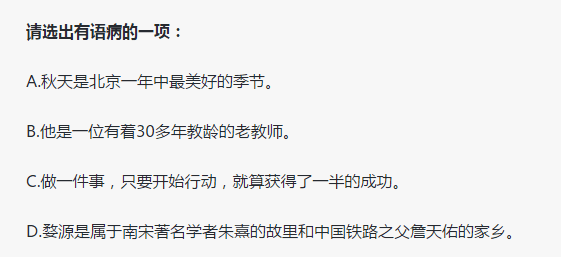 请选出有语病的一项：
A.秋天是北京一年中最美好的季节。
B.他是一位有着30多年教龄的老教师。
C.做一件事，只要开始行动，就算获得了一半的成功。
D.婺源是属于南宋著名学者朱熹的故里和中国铁路之父詹天佑的家乡。